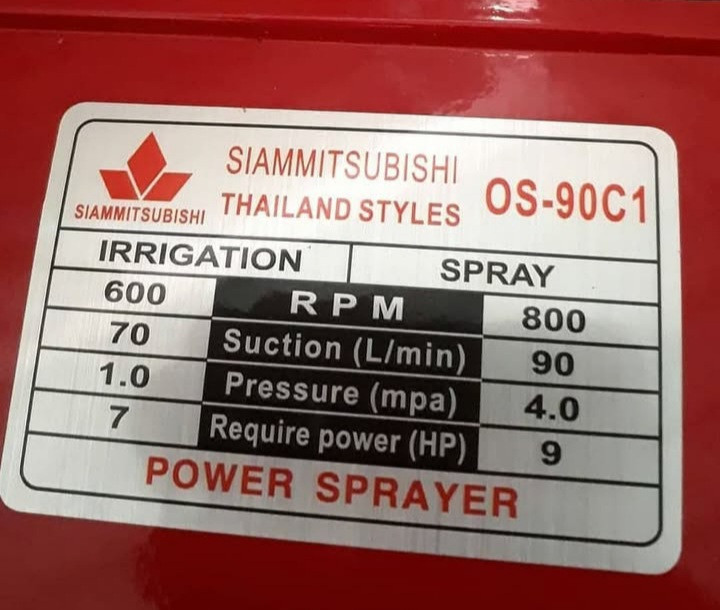 SIAMMITSUBISHI
SIAMMITSUBISHI
THAILAND STYLES
OS-90C1
IRRIGATION SPRAY
600 RPM 800
70 Suction (L/min) 90
1.0 Pressure (mpa) 4.0
7 Require power (HP) 9
POWER SPRAYER